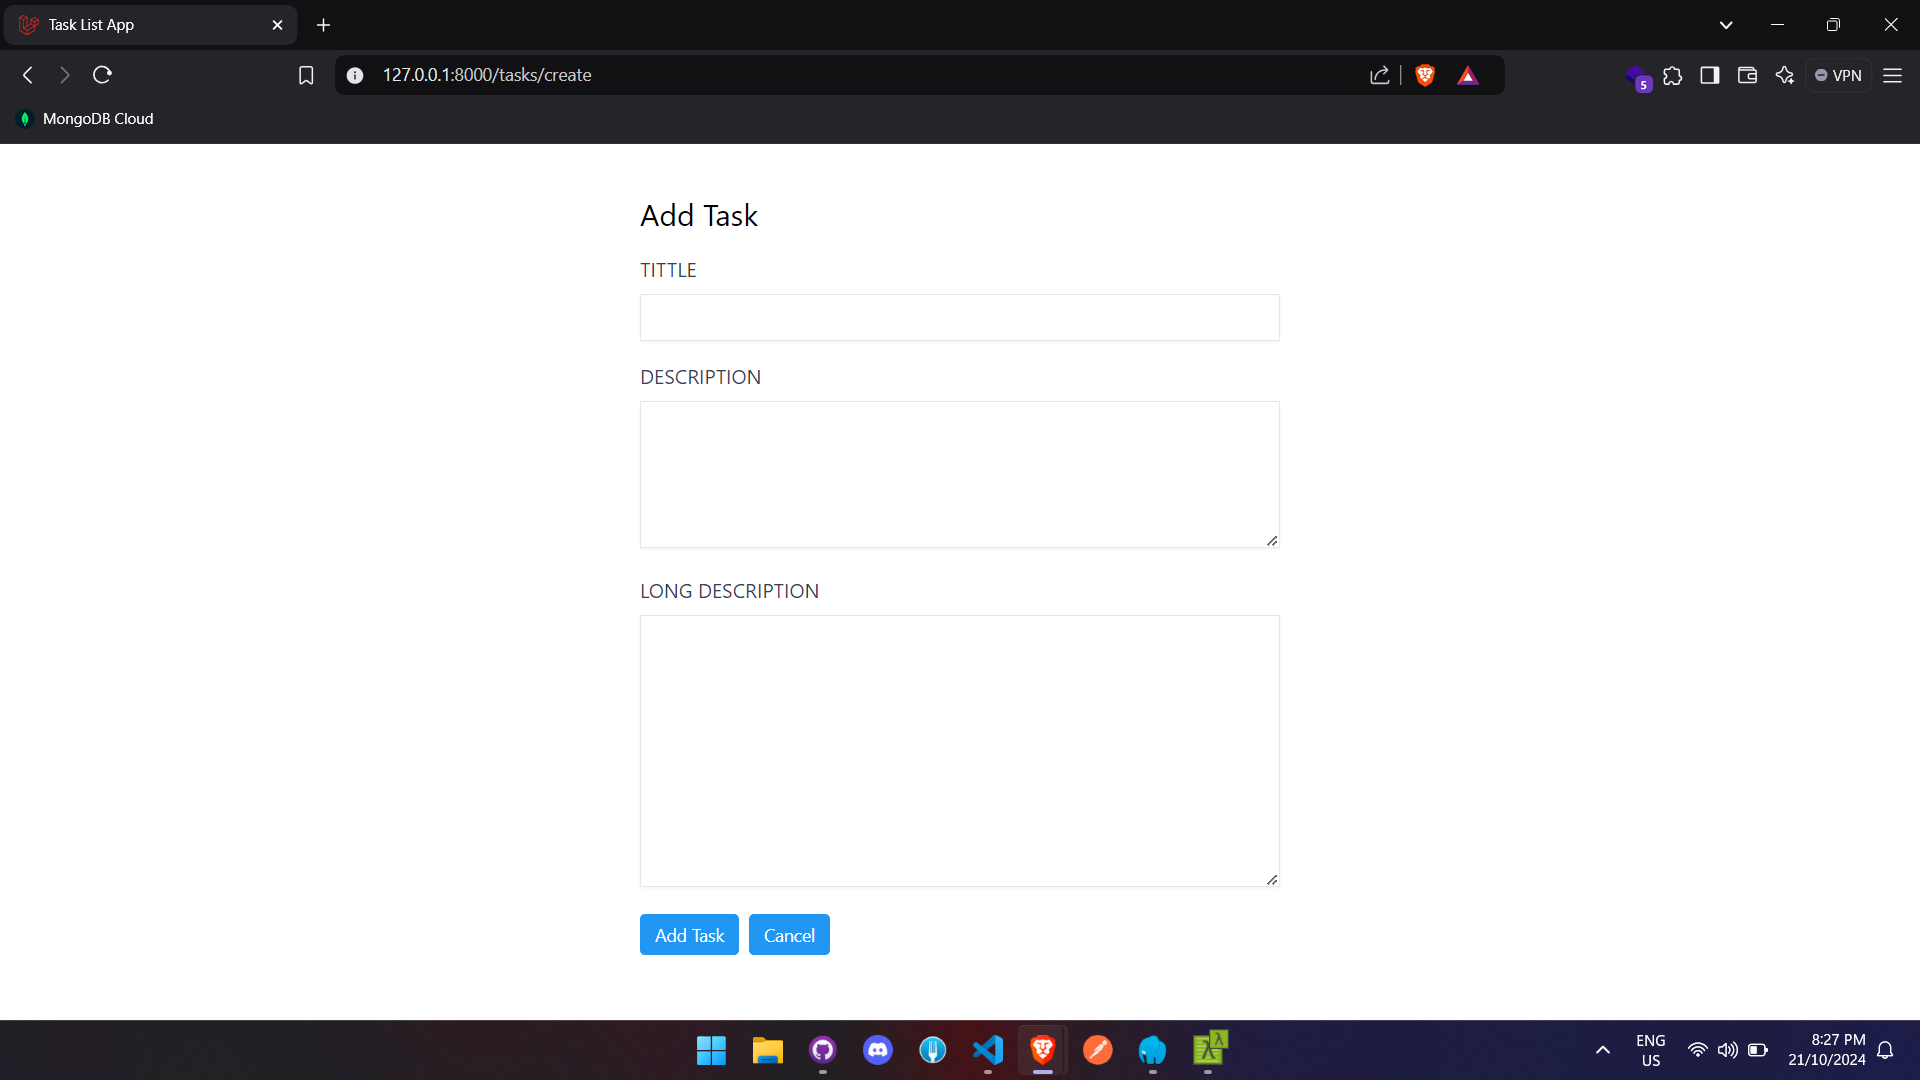 Task List App
127.0.0.1:8000/tasks/create
5
VPN
MongoDB Cloud
Add Task
TITTLE
DESCRIPTION
LONG DESCRIPTION
Add Task
Cancel
λ
λ
ENG
US
8:27 PM
21/10/2024